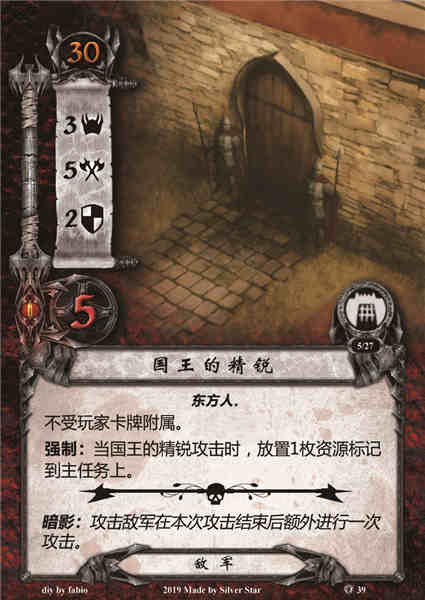 30
3
5
2
5
5/27
国王的精锐
东方人.
不受玩家卡牌附属。
强制：当国王的精锐攻击时，放置1枚资源标记
到主任务上。
暗影：攻击敌军在本次攻击结束后额外进行一次
攻击。
敌军
diy by fabio 2019 Made by Silver Star 39